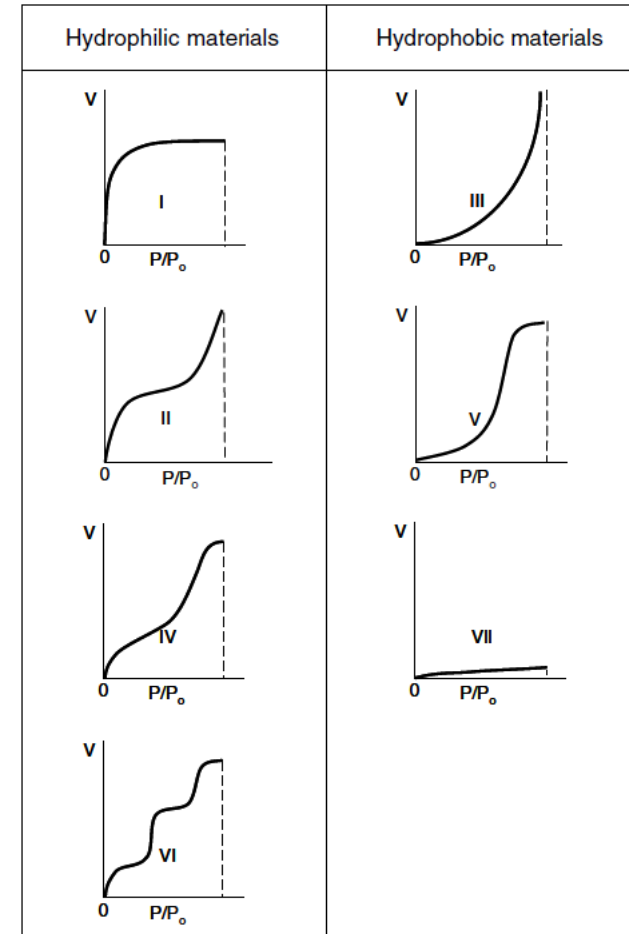 Hydrophilic materials
Hydrophobic materials
V
I
0
P/Po
V
III
0
P/Po
V
II
0
P/Po
V
V
0
P/Po
V
IV
0
P/Po
V
VII
0
P/Po
V
VI
0
P/Po